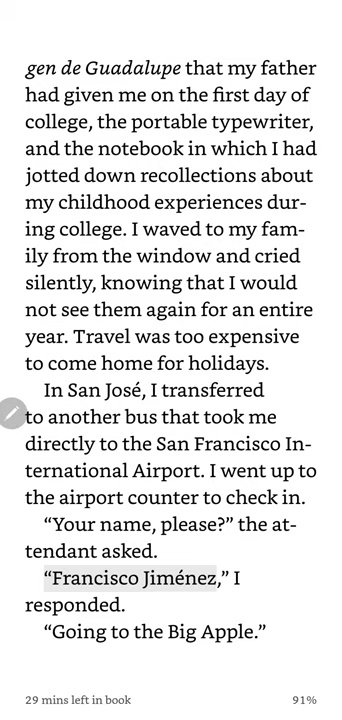 gen de Guadalupe that my father
had given me on the first day of
college, the portable typewriter,
and the notebook in which I had
jotted down recollections about
my childhood experiences dur-
ing college. I waved to my fam-
ily from the window and cried
silently, knowing that I would
not see them again for an entire
year. Travel was too expensive
to come home for holidays.
In San José, I transferred
to another bus that took me
directly to the San Francisco In-
ternational Airport. I went up to
the airport counter to check in.
“Your name, please?” the at-
tendant asked.
“Francisco Jiménez,” I
responded.
“Going to the Big Apple.”
29 mins left in book 91%